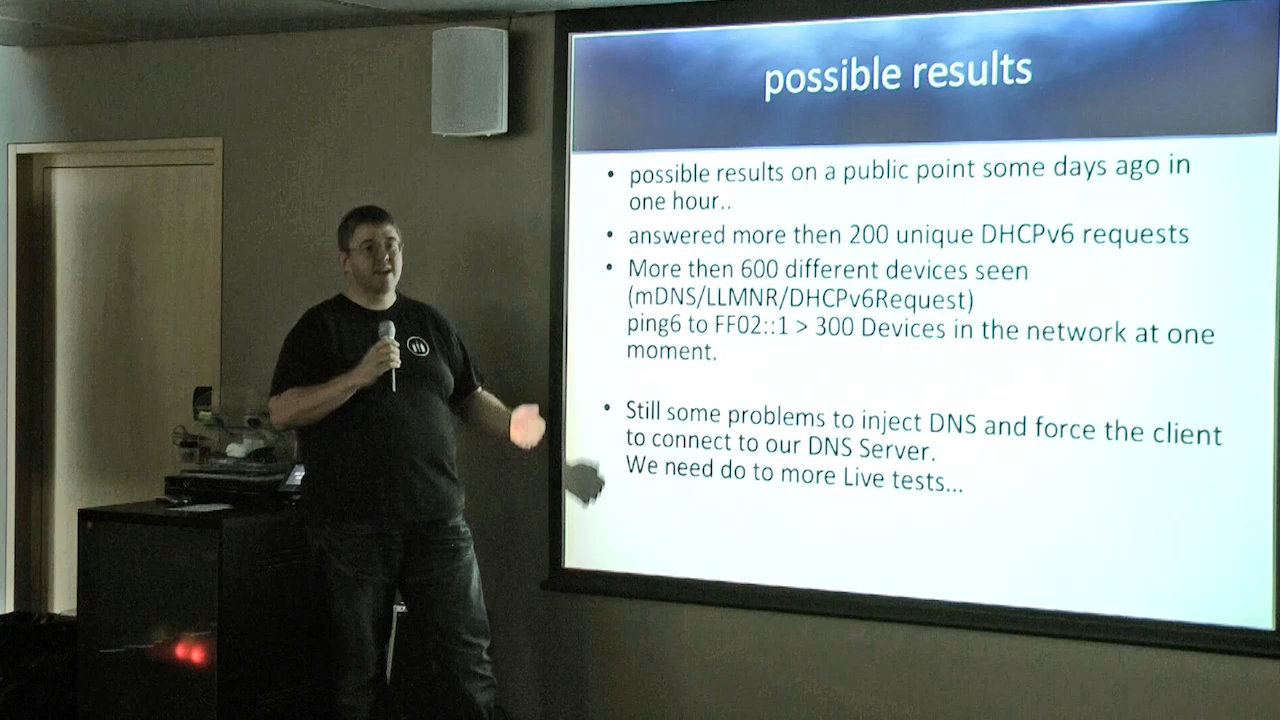 possible results
• possible results on a public point some days ago in
one hour..
• answered more then 200 unique DHCPv6 requests
• More then 600 different devices seen
(mDNS/LLMNR/DHCPv6Request)
ping6 to FF02::1 > 300 Devices in the network at one
moment.
• Still some problems to inject DNS and force the client
to connect to our DNS Server.
We need do to more Live tests...